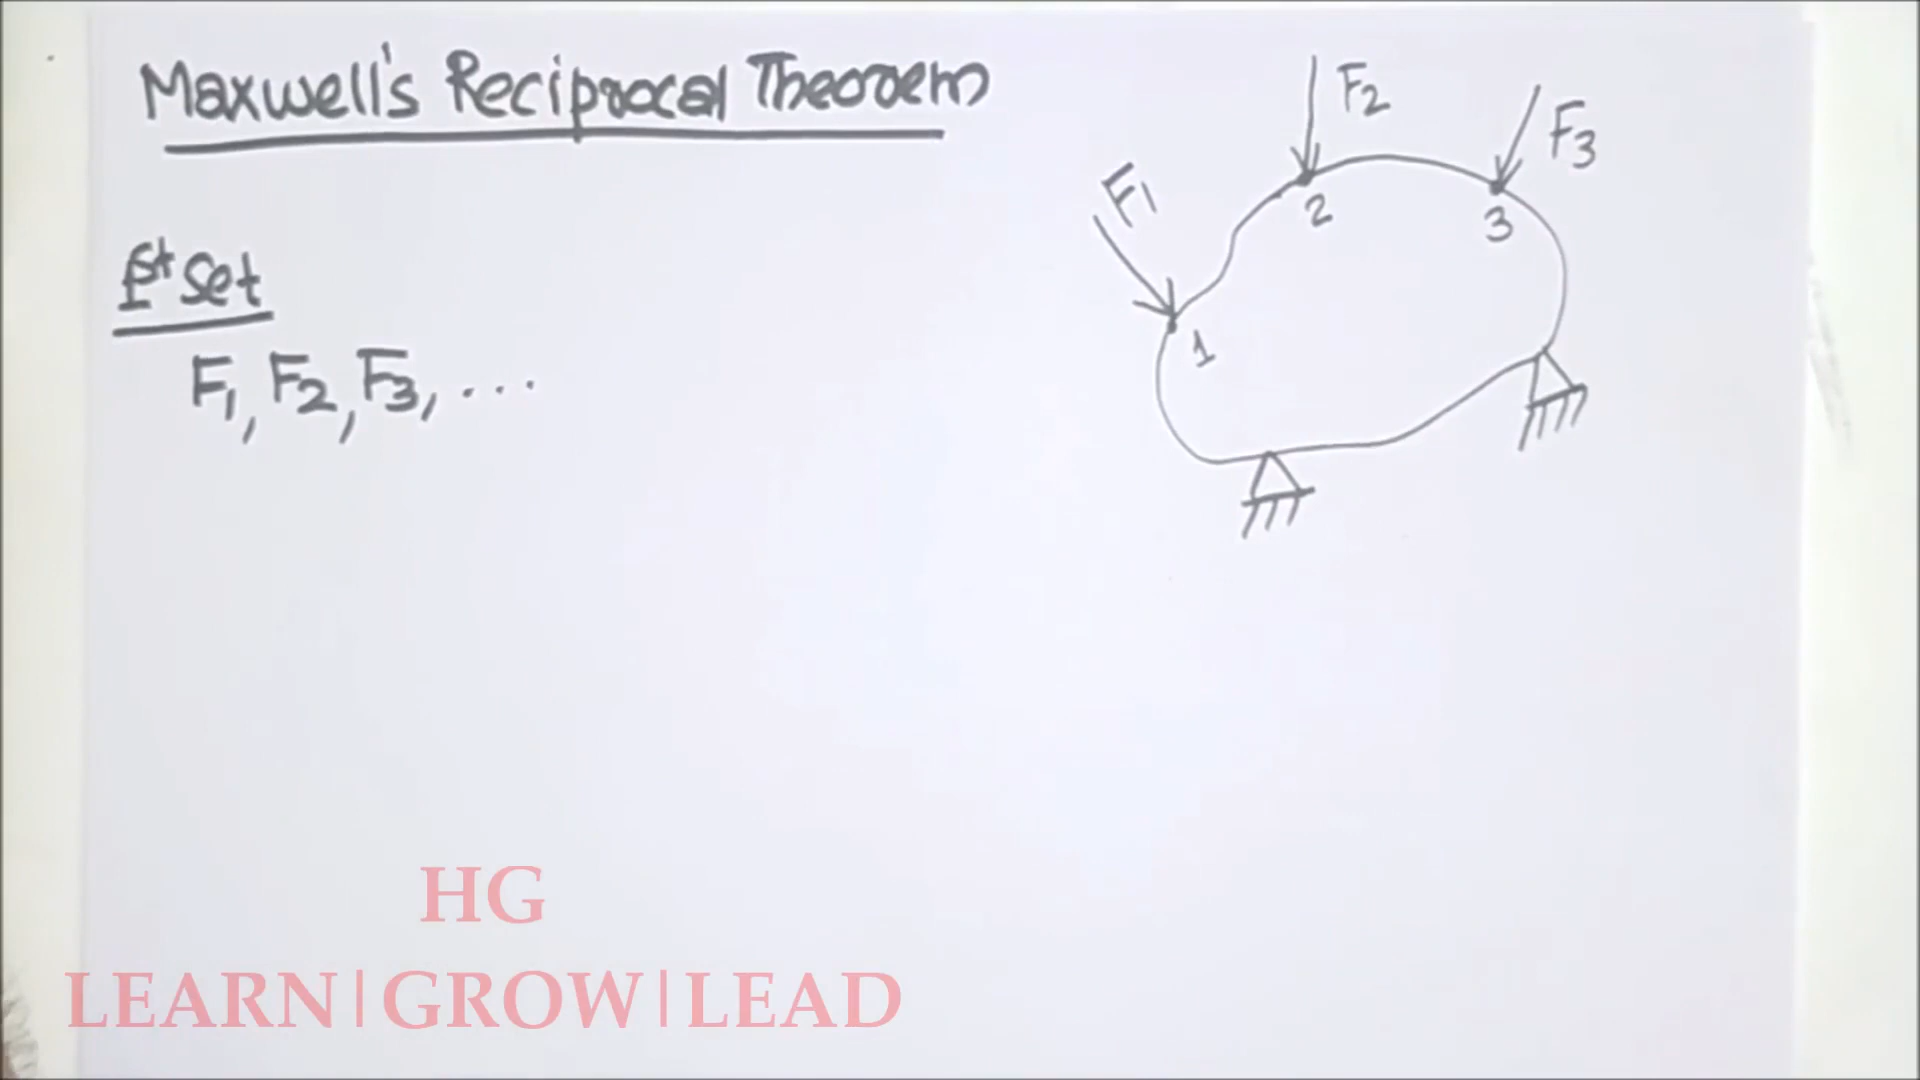 Maxwell's Reciprocal Theorem
1st Set
F1, F2, F3, ...
F1
F2
F3
1
2
3
HG
LEARN|GROW|LEAD